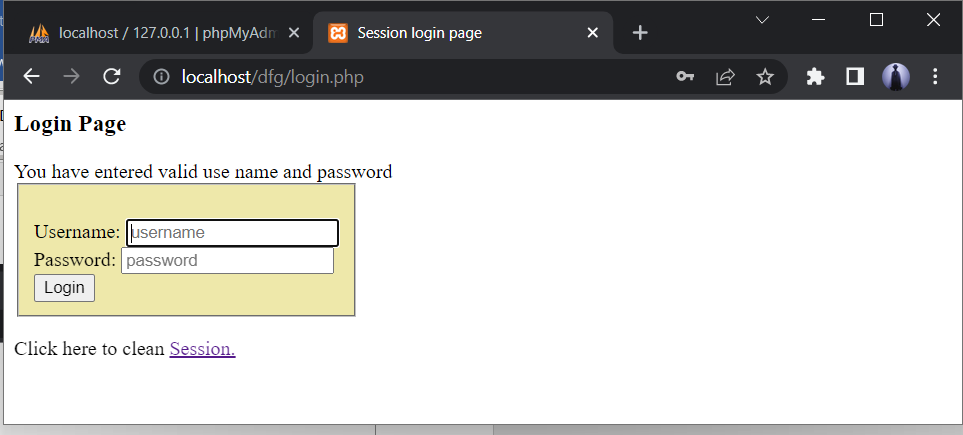 localhost / 127.0.0.1 | phpMyAdm
Session login page
localhost/dfg/login.php
Login Page
You have entered valid use name and password
Username: username
Password: password
Login
Click here to clean Session.